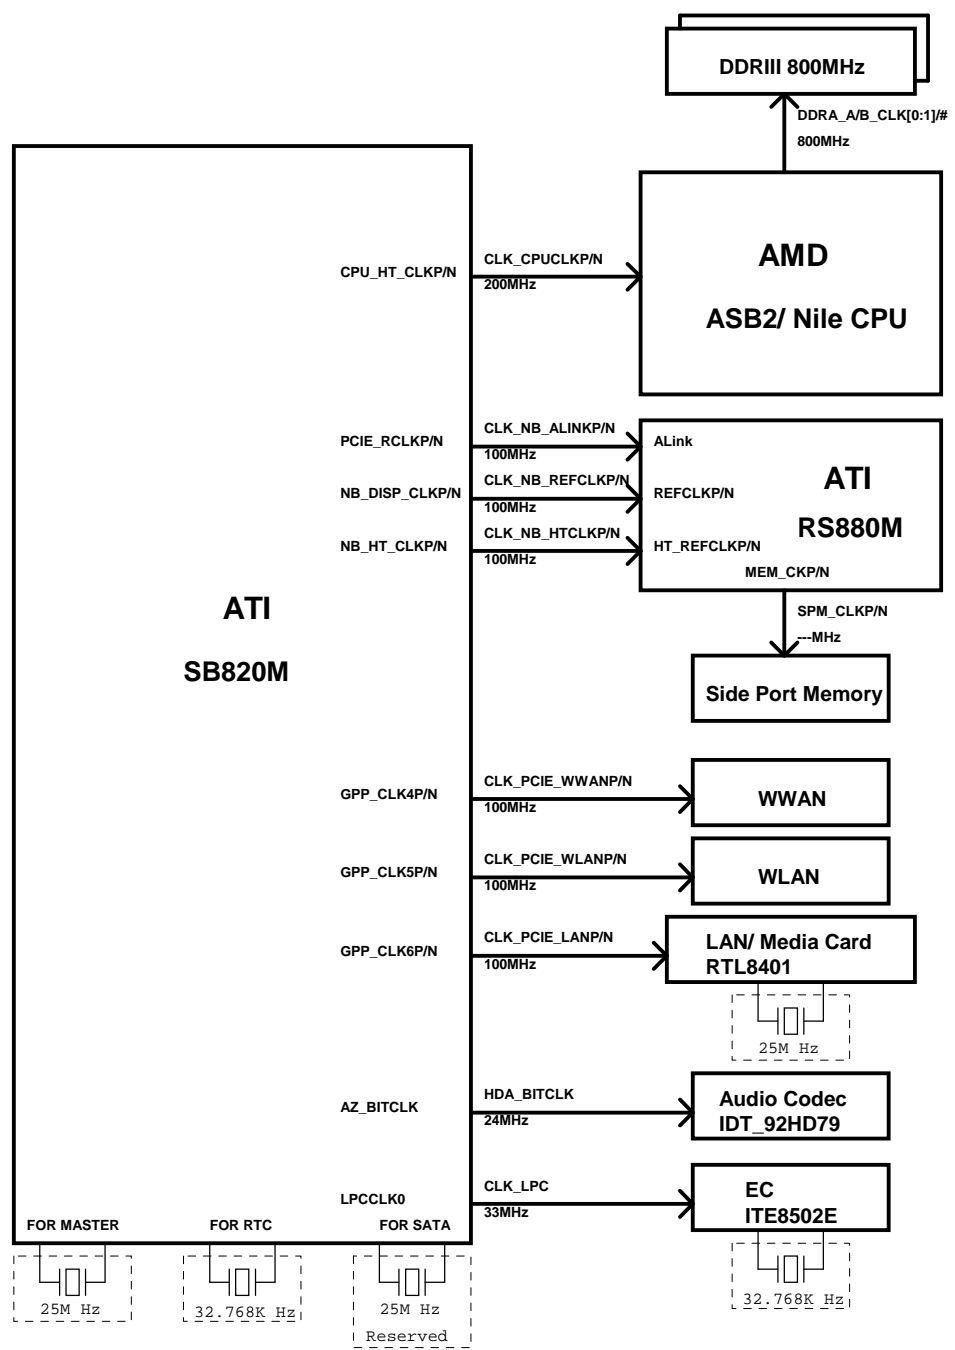 DDRIII 800MHz
DDRA_A/B_CLK[0:1]/#
800MHz
AMD
ASB2/ Nile CPU
CPU_HT_CLKP/N
CLK_CPUCLKP/N
200MHz
PCIE_RCLKP/N
CLK_NB_ALINKP/N
100MHz
ALink
NB_DISP_CLKP/N
CLK_NB_REFCLKP/N
100MHz
REFCLKP/N
NB_HT_CLKP/N
CLK_NB_HTCLKP/N
100MHz
HT_REFCLKP/N
ATI
RS880M
MEM_CKP/N
SPM_CLKP/N
---MHz
Side Port Memory
ATI
SB820M
GPP_CLK4P/N
CLK_PCIE_WWANP/N
100MHz
WWAN
GPP_CLK5P/N
CLK_PCIE_WLANP/N
100MHz
WLAN
GPP_CLK6P/N
CLK_PCIE_LANP/N
100MHz
LAN/ Media Card
RTL8401
25M Hz
AZ_BITCLK
HDA_BITCLK
24MHz
Audio Codec
IDT_92HD79
LPCCLK0
CLK_LPC
33MHz
EC
ITE8502E
32.768K Hz
FOR MASTER
FOR RTC
FOR SATA
25M Hz
32.768K Hz
25M Hz
Reserved